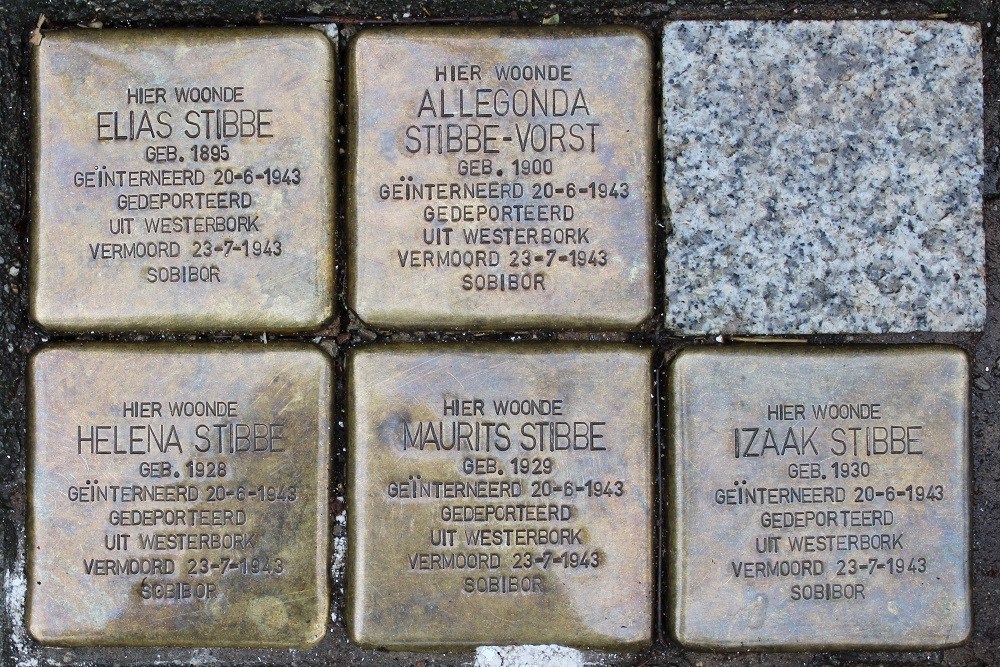 HIER WOONDE
ELIAS STIBBE
GEB. 1895
GEÏNTERNEERD 20-6-1943
GEDEPORTEERD
UIT WESTERBORK
VERMOORD 23-7-1943
SOBIBOR
HIER WOONDE
ALLEGONDA
STIBBE-VORST
GEB. 1900
GEÏNTERNEERD 20-6-1943
GEDEPORTEERD
UIT WESTERBORK
VERMOORD 23-7-1943
SOBIBOR
HIER WOONDE
HELENA STIBBE
GEB. 1928
GEÏNTERNEERD 20-6-1943
GEDEPORTEERD
UIT WESTERBORK
VERMOORD 23-7-1943
SOBIBOR
HIER WOONDE
MAURITS STIBBE
GEB. 1929
GEÏNTERNEERD 20-6-1943
GEDEPORTEERD
UIT WESTERBORK
VERMOORD 23-7-1943
SOBIBOR
HIER WOONDE
IZAAK STIBBE
GEB. 1930
GEÏNTERNEERD 20-6-1943
GEDEPORTEERD
UIT WESTERBORK
VERMOORD 23-7-1943
SOBIBOR